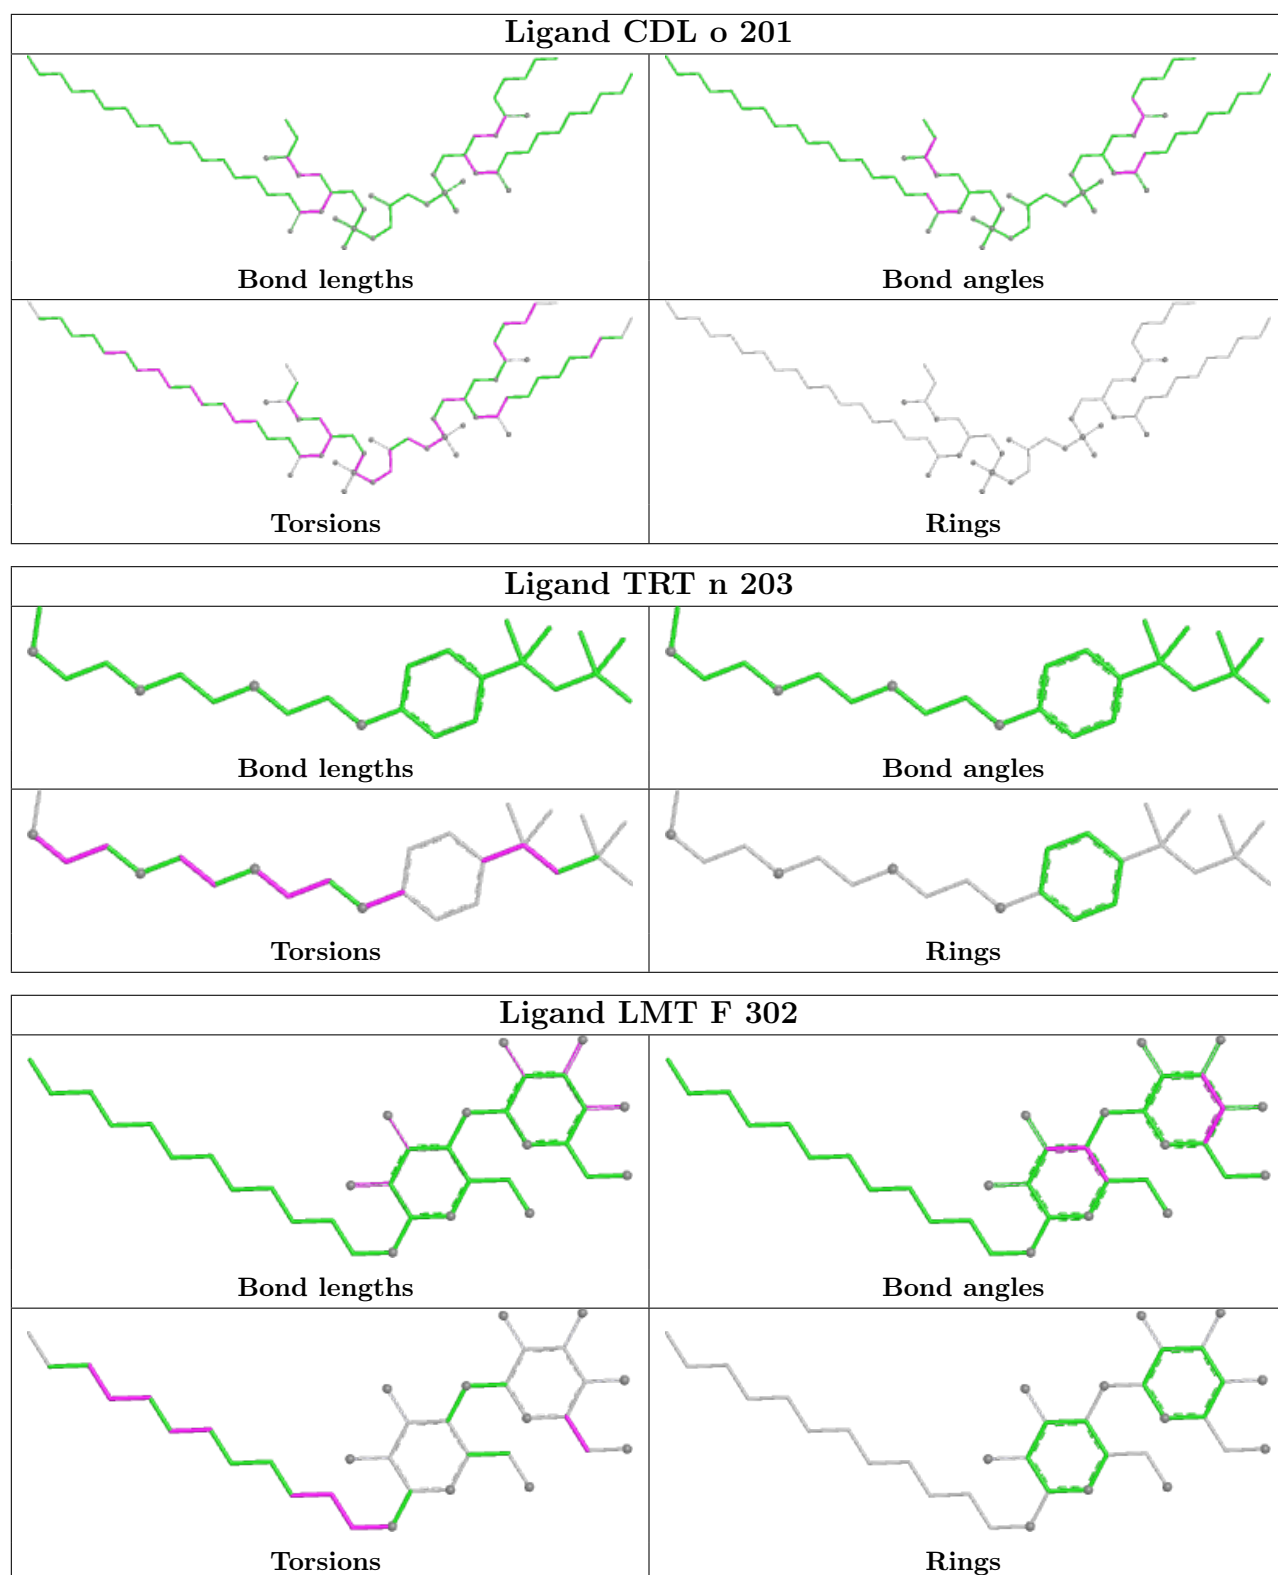 Ligand CDL o 201
Bond lengths
Bond angles
Torsions
Rings
Ligand TRT n 203
Bond lengths
Bond angles
Torsions
Rings
Ligand LMT F 302
Bond lengths
Bond angles
Torsions
Rings